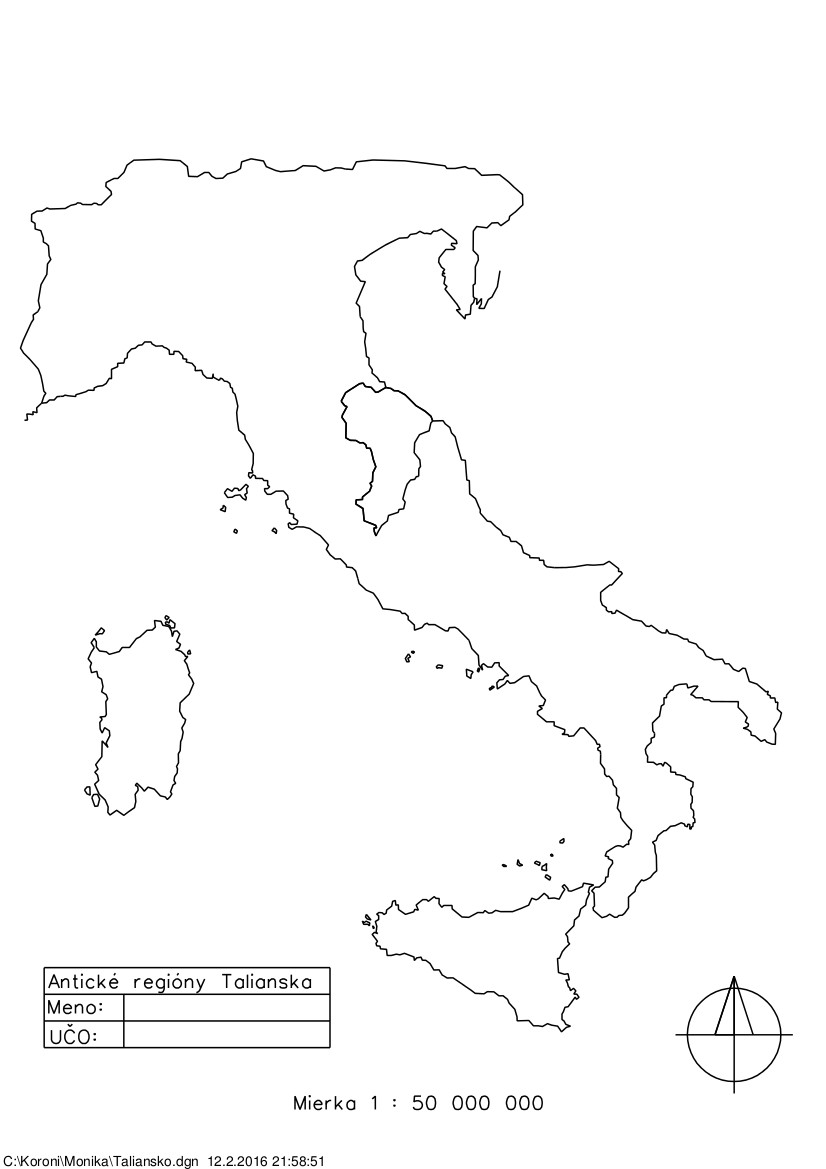 Antické regióny Talianska
Meno:
UČO:
Mierka 1 : 50 000 000
C:\Koroni\Monika\Taliansko.dgn 12.2.2016 21:58:51